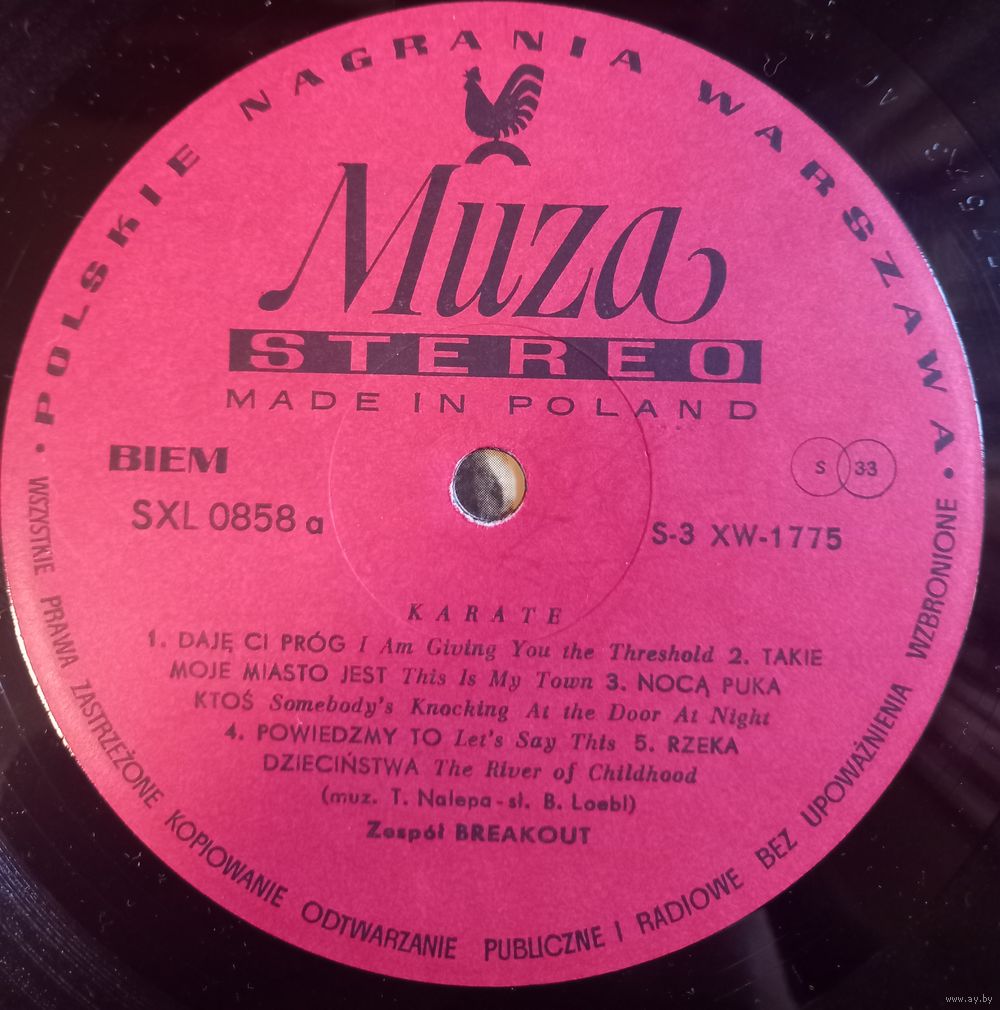 • POLSKIE NAGRANIA WARSZAWA •
Muza
STEREO
MADE IN POLAND
BIEM
S 33
SXL 0858 a
S-3 XW-1775
KARATE
1. DAJĘ CI PRÓG I Am Giving You the Threshold 2. TAKIE
MOJE MIASTO JEST This Is My Town 3. NOCĄ PUKA
KTOŚ Somebody's Knocking At the Door At Night
4. POWIEDZMY TO Let's Say This 5. RZEKA
DZIECIŃSTWA The River of Childhood
(muz. T. Nalepa - sł. B. Loebl)
Zespół BREAKOUT
WSZYSTKIE PRAWA ZASTRZEŻONE KOPIOWANIE ODTWARZANIE PUBLICZNE I RADIOWE BEZ UPOWAŻNIENIA WZBRONIONE
www.ay.by